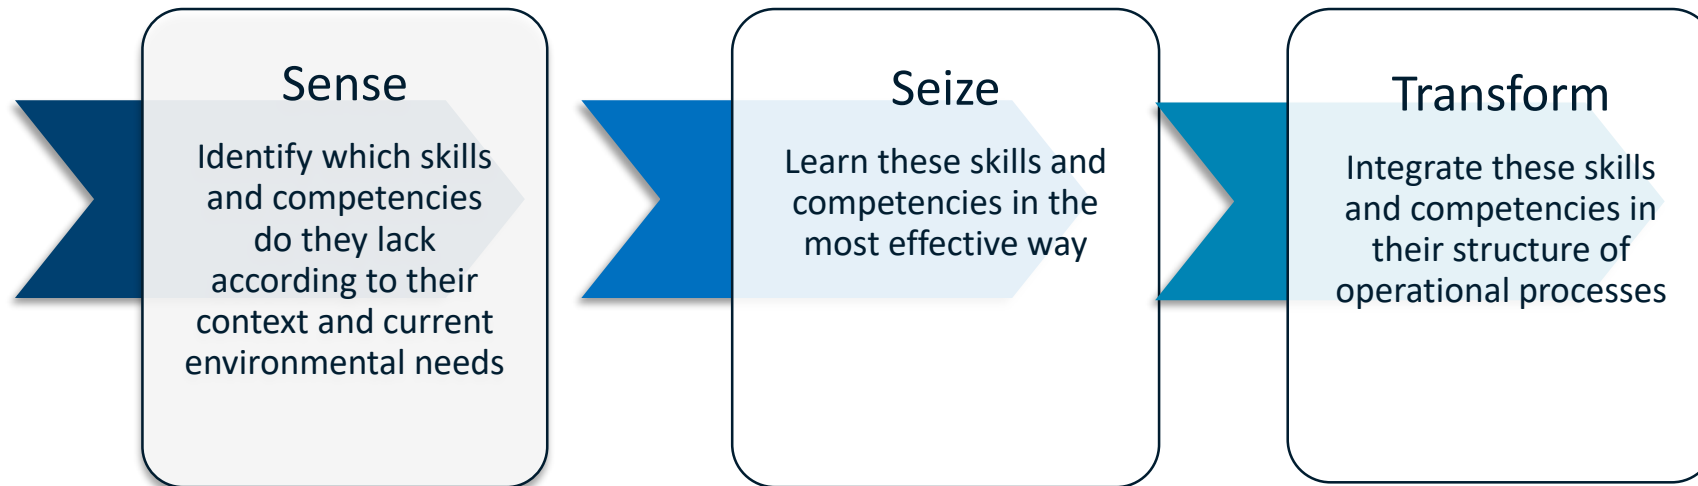 Sense
Identify which skills
and competencies
do they lack
according to their
context and current
environmental needs
Seize
Learn these skills and
competencies in the
most effective way
Transform
Integrate these skills
and competencies in
their structure of
operational processes